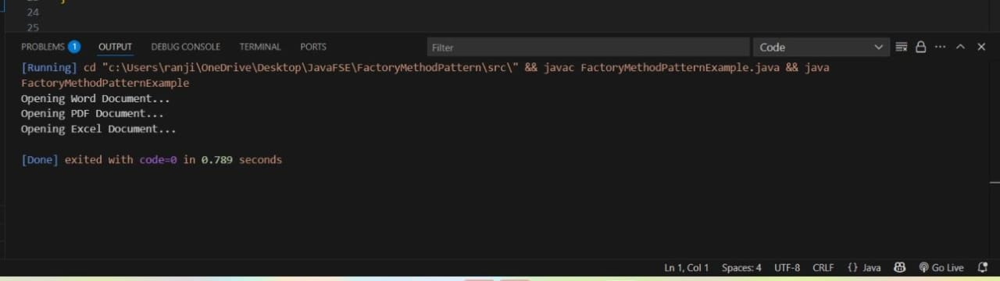 24
25
PROBLEMS 1 OUTPUT DEBUG CONSOLE TERMINAL PORTS Filter Code
[Running] cd "c:\Users\ranji\OneDrive\Desktop\JavaFSE\FactoryMethodPattern\src\" && javac FactoryMethodPatternExample.java && java
FactoryMethodPatternExample
Opening Word Document...
Opening PDF Document...
Opening Excel Document...
[Done] exited with code=0 in 0.789 seconds
Ln 1, Col 1 Spaces: 4 UTF-8 CRLF {} Java Go Live